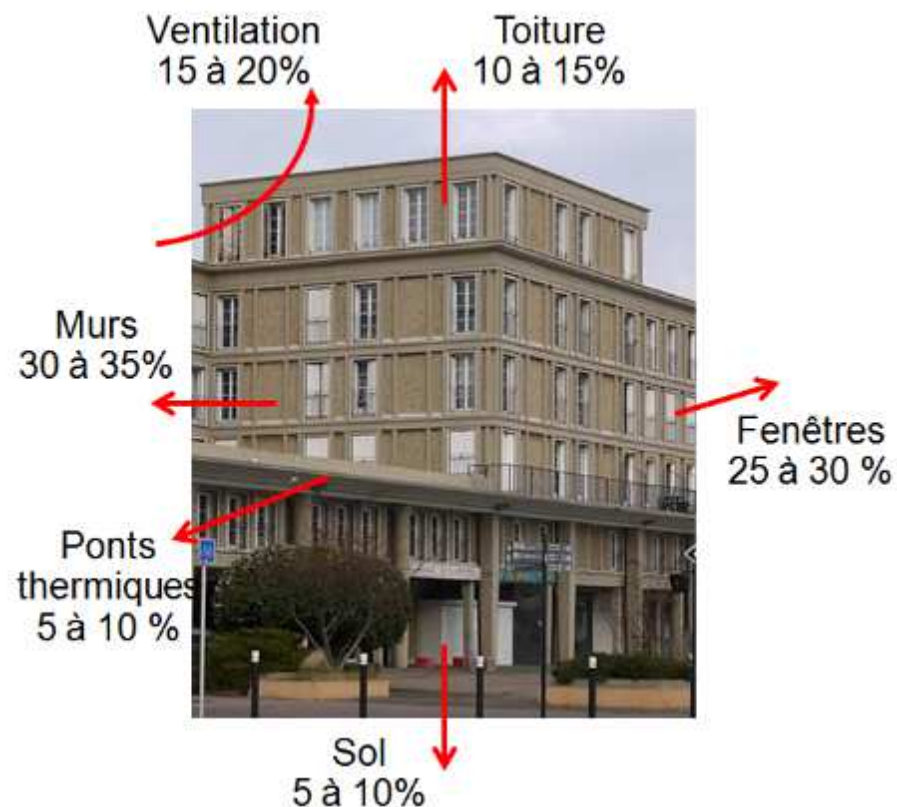 Ventilation
15 à 20%
Toiture
10 à 15%
Murs
30 à 35%
Fenêtres
25 à 30 %
Ponts
thermiques
5 à 10 %
Sol
5 à 10%